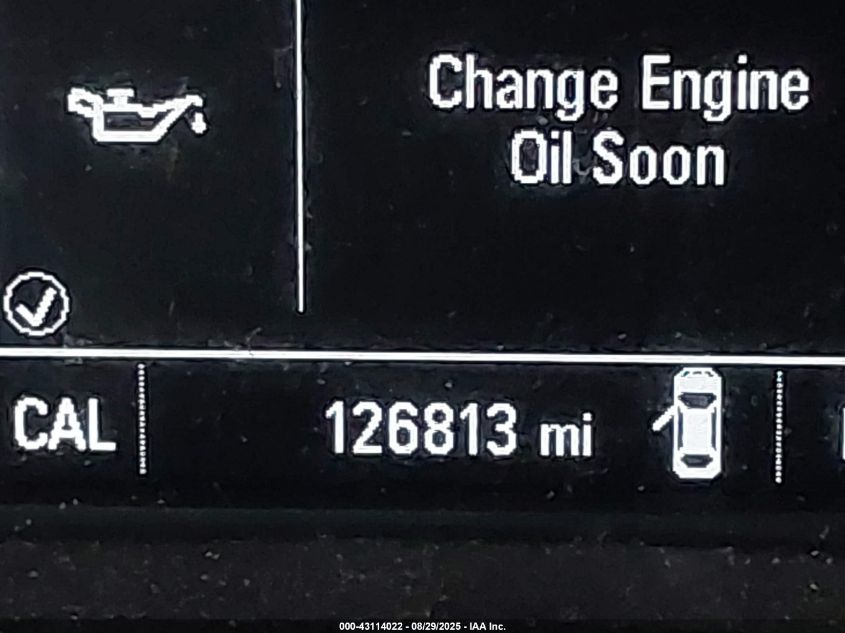 Change Engine
Oil Soon
CAL
126813 mi
000-43114022 - 08/29/2025 - IAA Inc.